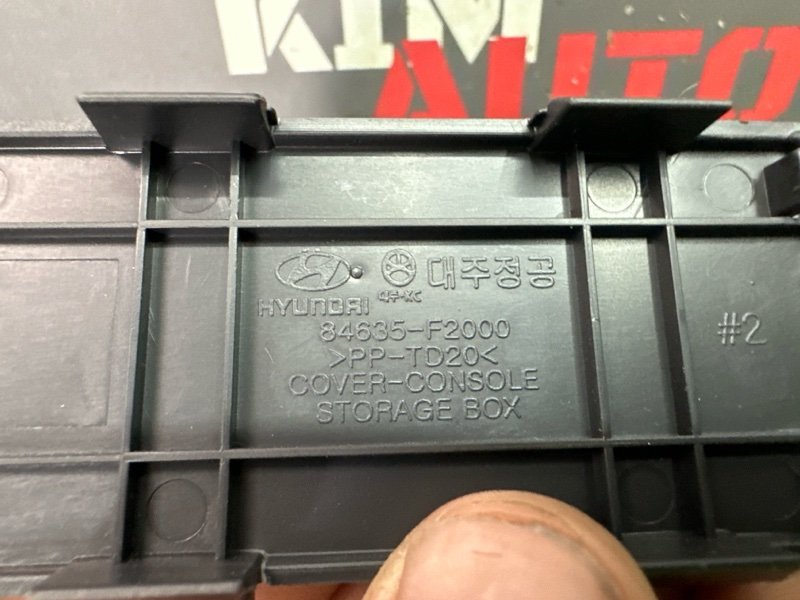 KIM
AUTO
대주정공
HYUNDAI
84635-F2000
>PP-TD20<
COVER-CONSOLE
STORAGE BOX
#2